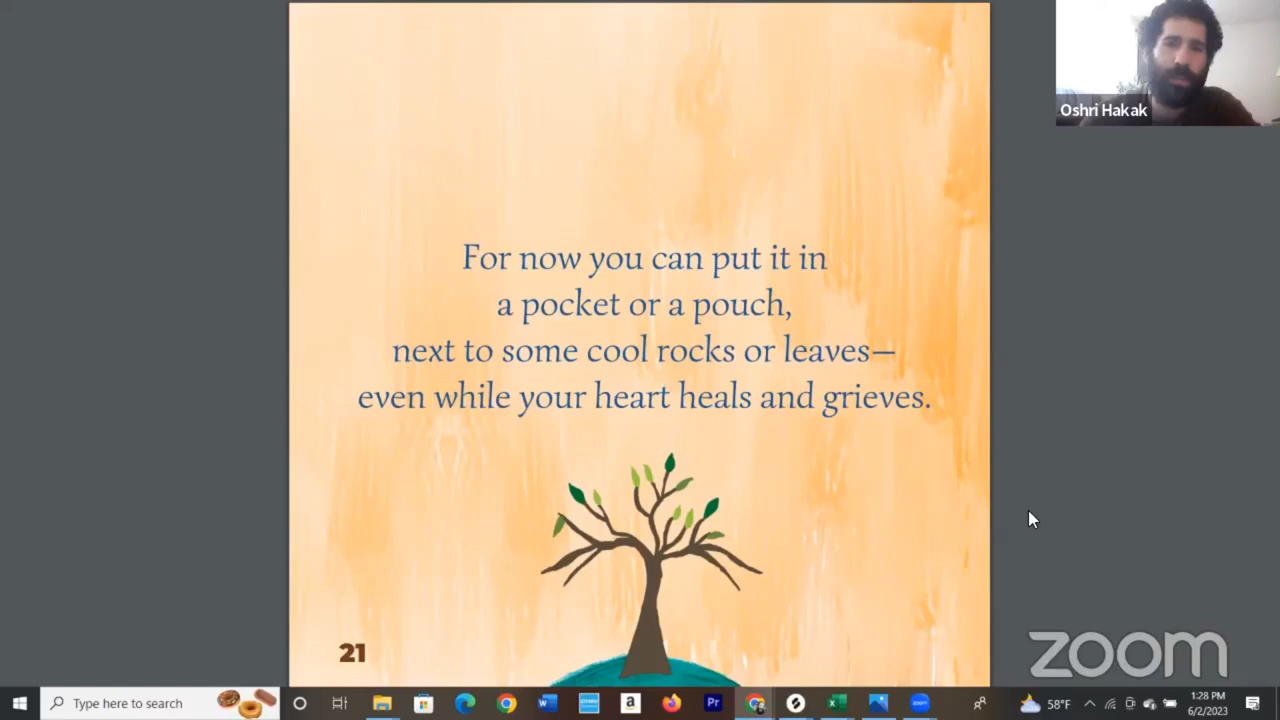 Oshri Hakak
For now you can put it in
a pocket or a pouch,
next to some cool rocks or leaves—
even while your heart heals and grieves.
21
zoom
Type here to search
58°F
1:28 PM
6/2/2023